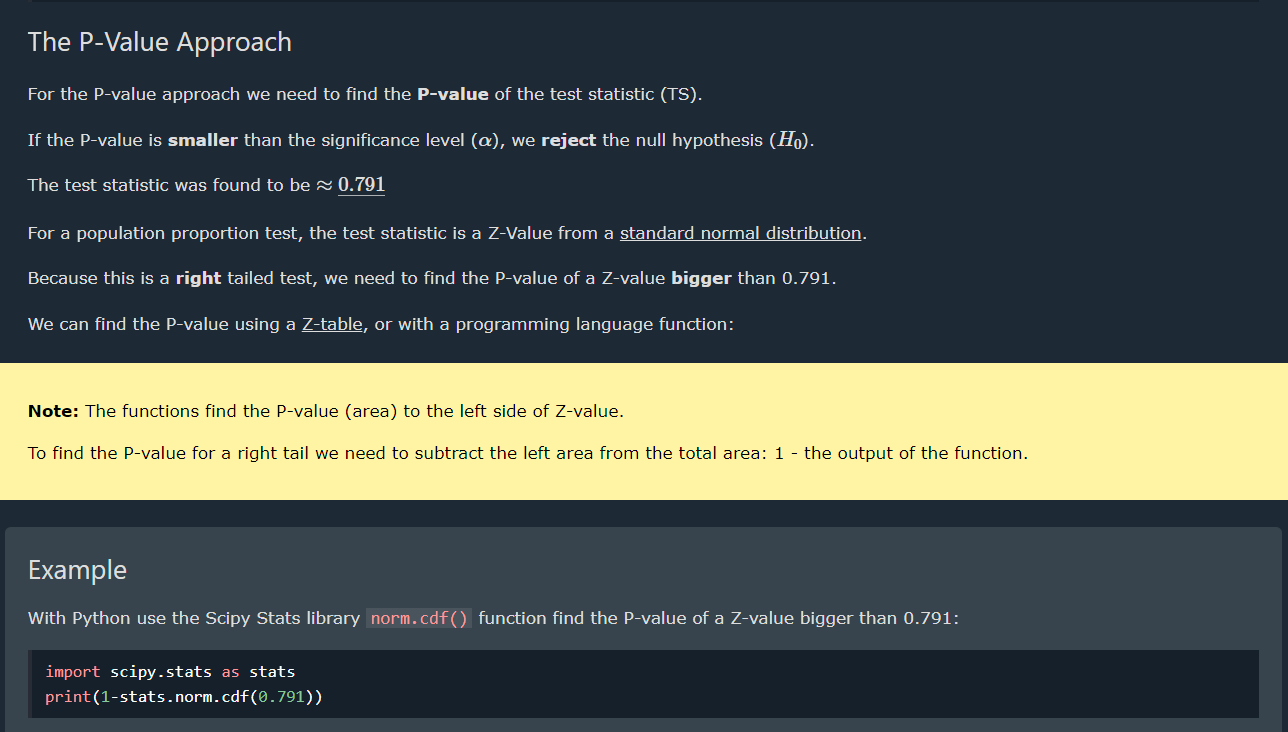 The P-Value Approach
For the P-value approach we need to find the P-value of the test statistic (TS).
If the P-value is smaller than the significance level (α), we reject the null hypothesis (H₀).
The test statistic was found to be ≈ 0.791
For a population proportion test, the test statistic is a Z-Value from a standard normal distribution.
Because this is a right tailed test, we need to find the P-value of a Z-value bigger than 0.791.
We can find the P-value using a Z-table, or with a programming language function:
Note: The functions find the P-value (area) to the left side of Z-value.
To find the P-value for a right tail we need to subtract the left area from the total area: 1 - the output of the function.
Example
With Python use the Scipy Stats library norm.cdf() function find the P-value of a Z-value bigger than 0.791:
import scipy.stats as stats
print(1-stats.norm.cdf(0.791))